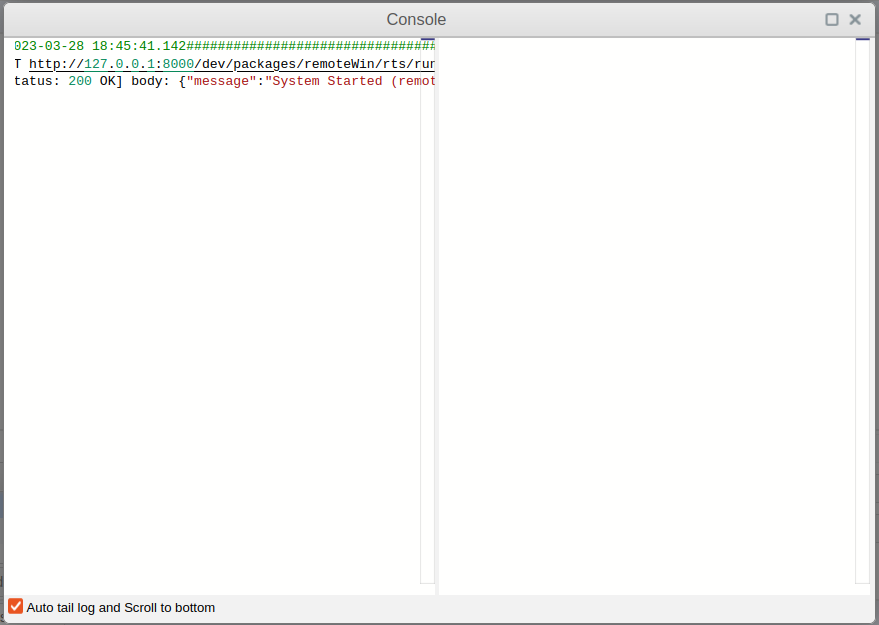 Console
023-03-28 18:45:41.142################################
T http://127.0.0.1:8000/dev/packages/remoteWin/rts/run
tatus: 200 OK] body: {"message":"System Started (remot
Auto tail log and Scroll to bottom